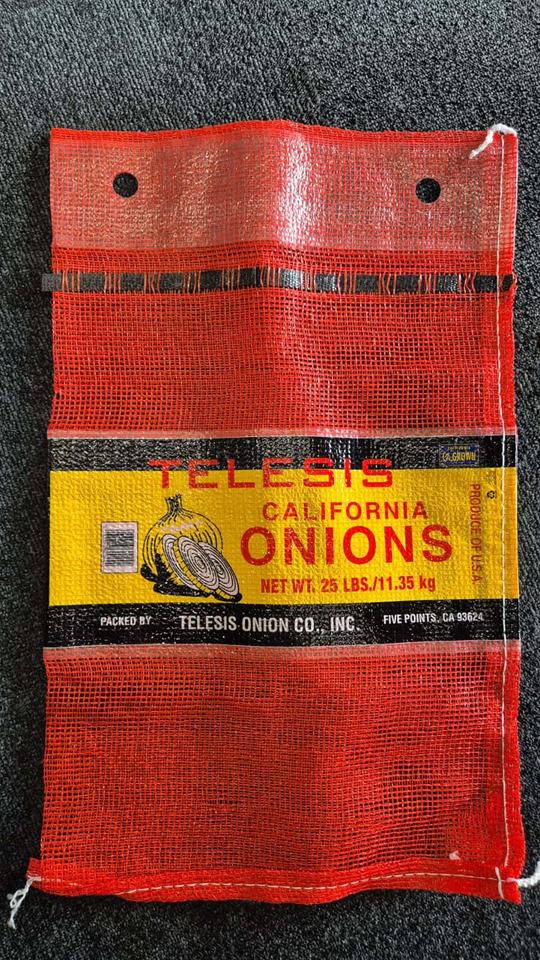 TELESIS
CA GROWN
CALIFORNIA
ONIONS
NET WT. 25 LBS./11.35 kg
PRODUCE OF U.S.A
PACKED BY TELESIS ONION CO., INC. FIVE POINTS, CA 93624